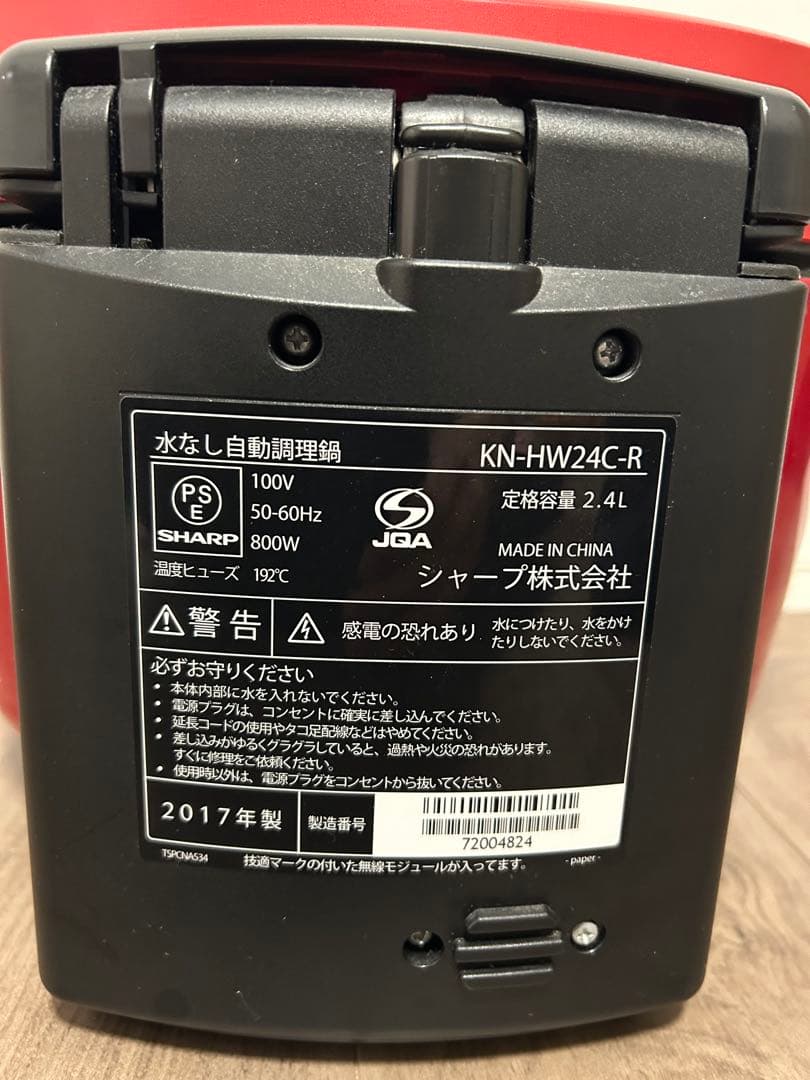 水なし自動調理鍋 KN-HW24C-R
PS
E
SHARP
100V
50-60Hz
800W
JQA
定格容量 2.4L
MADE IN CHINA
温度ヒューズ 192℃ シャープ株式会社
警告
感電の恐れあり
水につけたり、水をかけ
たりしないでください。
必ずお守りください
・本体内部に水を入れないでください。
・電源プラグは、コンセントに確実に差し込んでください。
・延長コードの使用やタコ足配線などはやめてください。
・差し込みがゆるくグラグラしていると、過熱や火災の恐れがあります。
すぐに修理をご依頼ください。
・使用時以外は、電源プラグをコンセントから抜いてください。
2017年製 製造番号 72004824
TSPCNA534 技適マークの付いた無線モジュールが入ってます。 - paper -